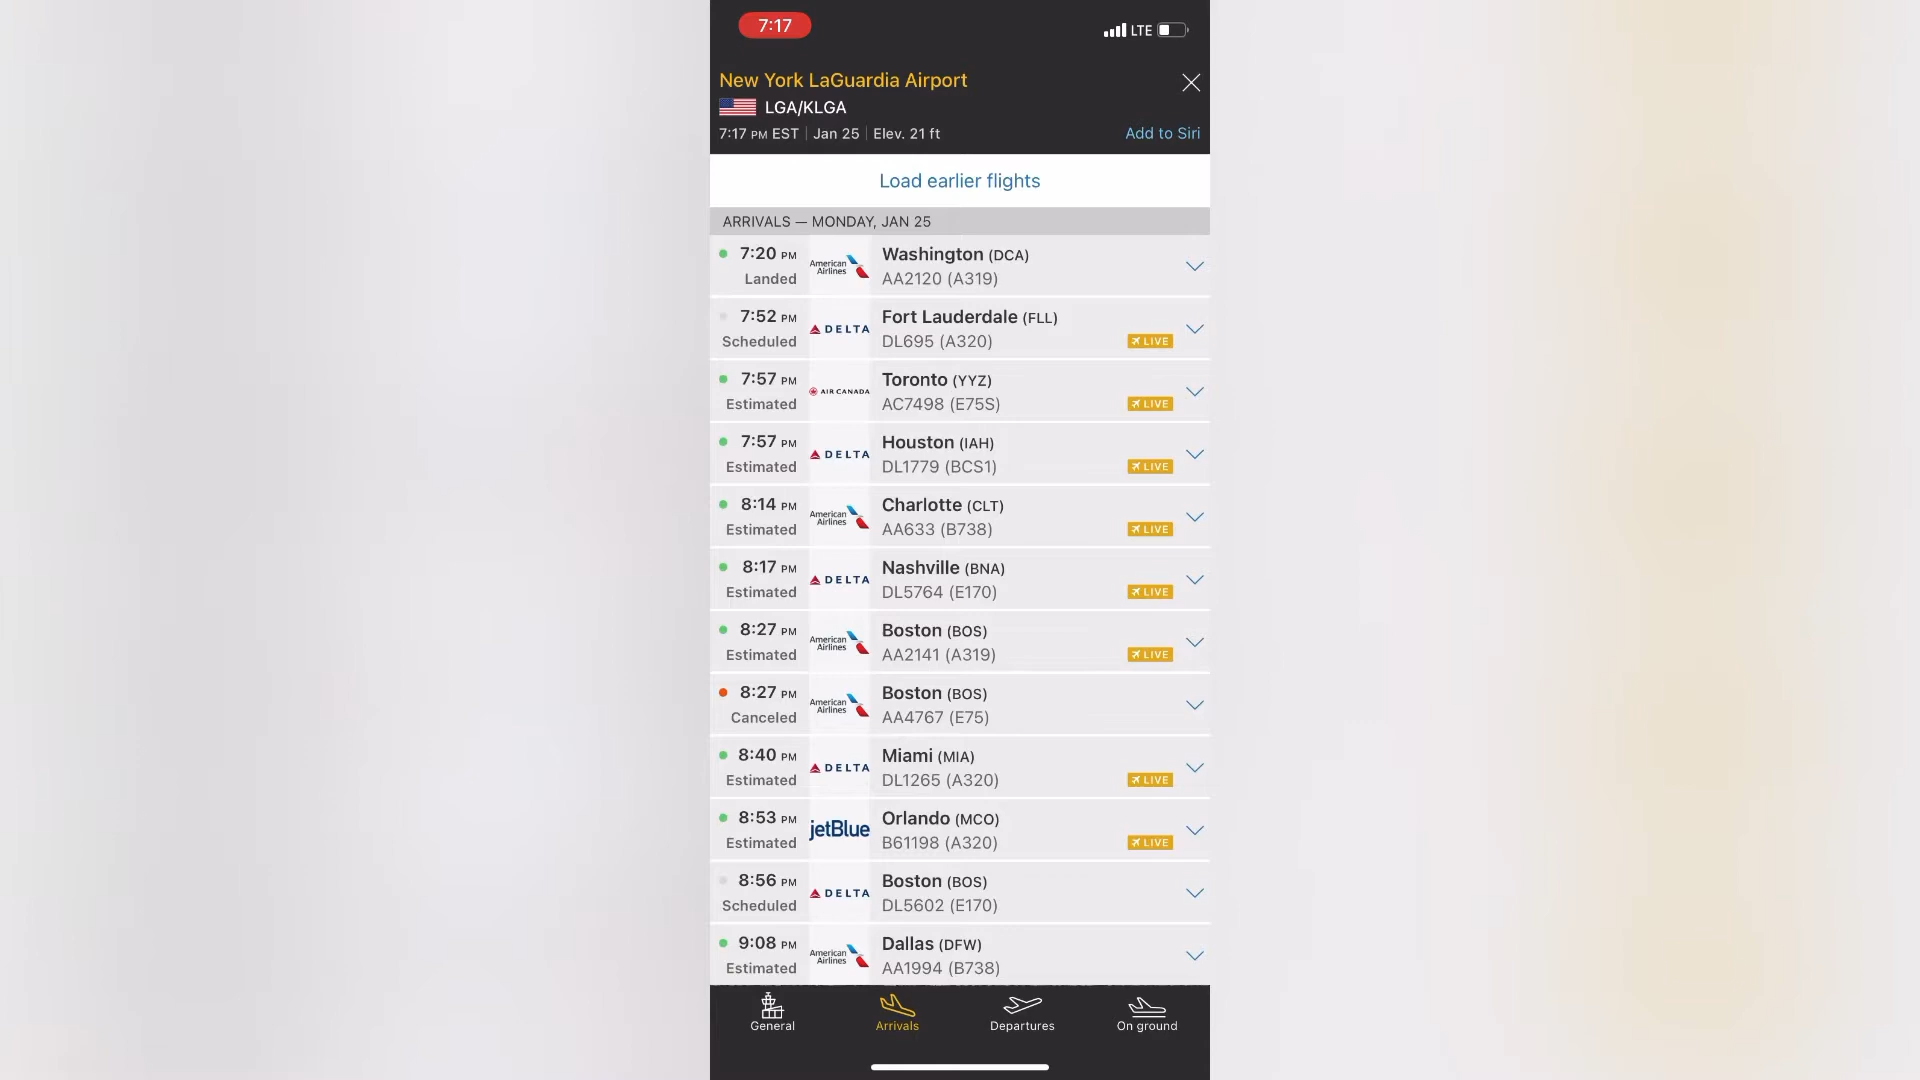 7:17
LTE
New York LaGuardia Airport
LGA/KLGA
7:17 PM EST | Jan 25 | Elev. 21 ft
Add to Siri
Load earlier flights
ARRIVALS — MONDAY, JAN 25
7:20 PM American Airlines Washington (DCA)
Landed AA2120 (A319)
7:52 PM DELTA Fort Lauderdale (FLL)
Scheduled DL695 (A320) LIVE
7:57 PM AIR CANADA Toronto (YYZ)
Estimated AC7498 (E75S) LIVE
7:57 PM DELTA Houston (IAH)
Estimated DL1779 (BCS1) LIVE
8:14 PM American Airlines Charlotte (CLT)
Estimated AA633 (B738) LIVE
8:17 PM DELTA Nashville (BNA)
Estimated DL5764 (E170) LIVE
8:27 PM American Airlines Boston (BOS)
Estimated AA2141 (A319) LIVE
8:27 PM American Airlines Boston (BOS)
Canceled AA4767 (E75)
8:40 PM DELTA Miami (MIA)
Estimated DL1265 (A320) LIVE
8:53 PM jetBlue Orlando (MCO)
Estimated B61198 (A320) LIVE
8:56 PM DELTA Boston (BOS)
Scheduled DL5602 (E170)
9:08 PM American Airlines Dallas (DFW)
Estimated AA1994 (B738)
General Arrivals Departures On ground